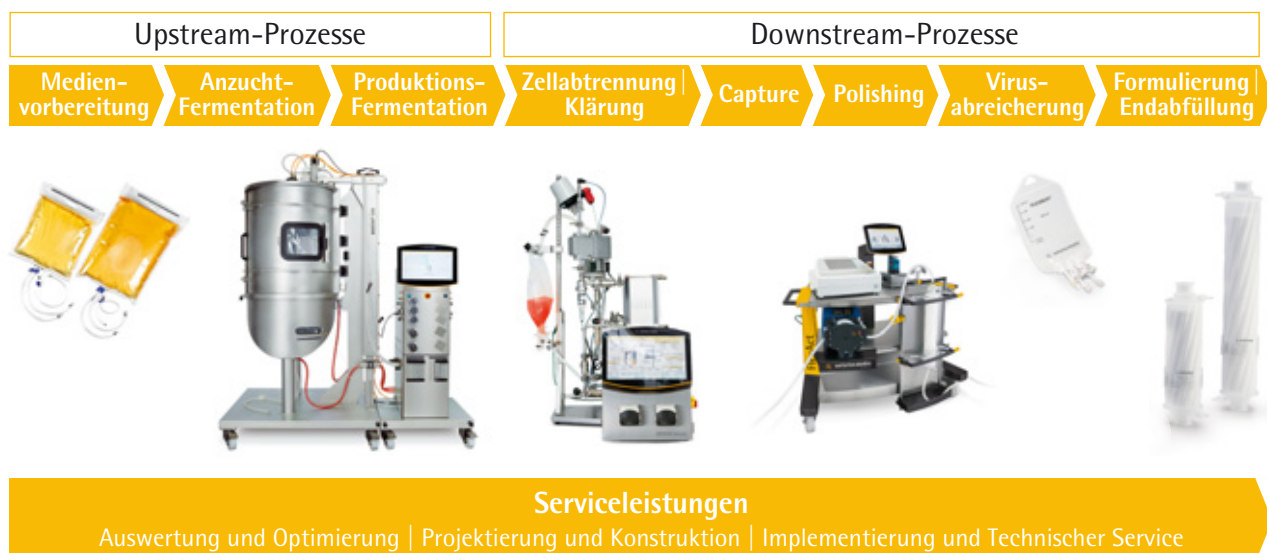 Upstream-Prozesse
Downstream-Prozesse
Medien-
vorbereitung
Anzucht-
Fermentation
Produktions-
Fermentation
Zellabtrennung |
Klärung
Capture
Polishing
Virus-
abreicherung
Formulierung |
Endabfüllung
Serviceleistungen
Auswertung und Optimierung | Projektierung und Konstruktion | Implementierung und Technischer Service